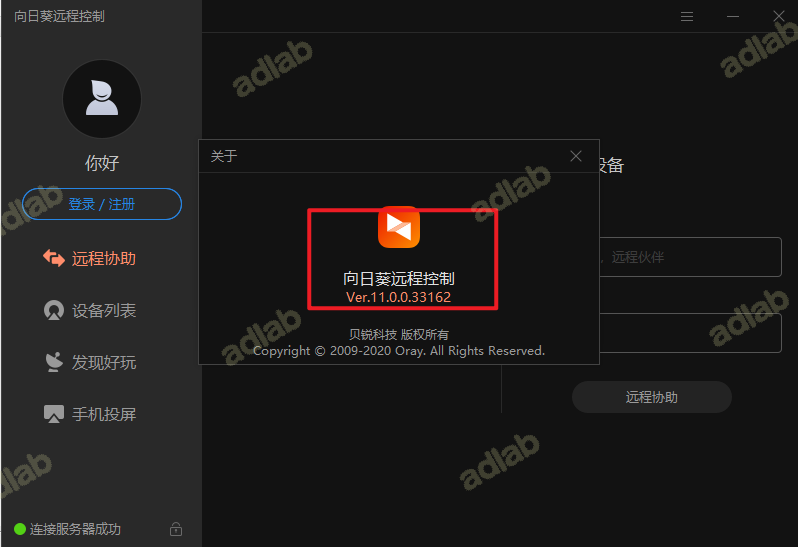 向日葵远程控制
你好
登录 / 注册
远程协助
设备列表
发现好玩
手机投屏
连接服务器成功
关于
向日葵远程控制
Ver.11.0.0.33162
贝锐科技 版权所有
Copyright © 2009-2020 Oray. All Rights Reserved.
设备
远程伙伴
远程协助
adlab
adlab
adlab
adlab
adlab
adlab
adlab
adlab